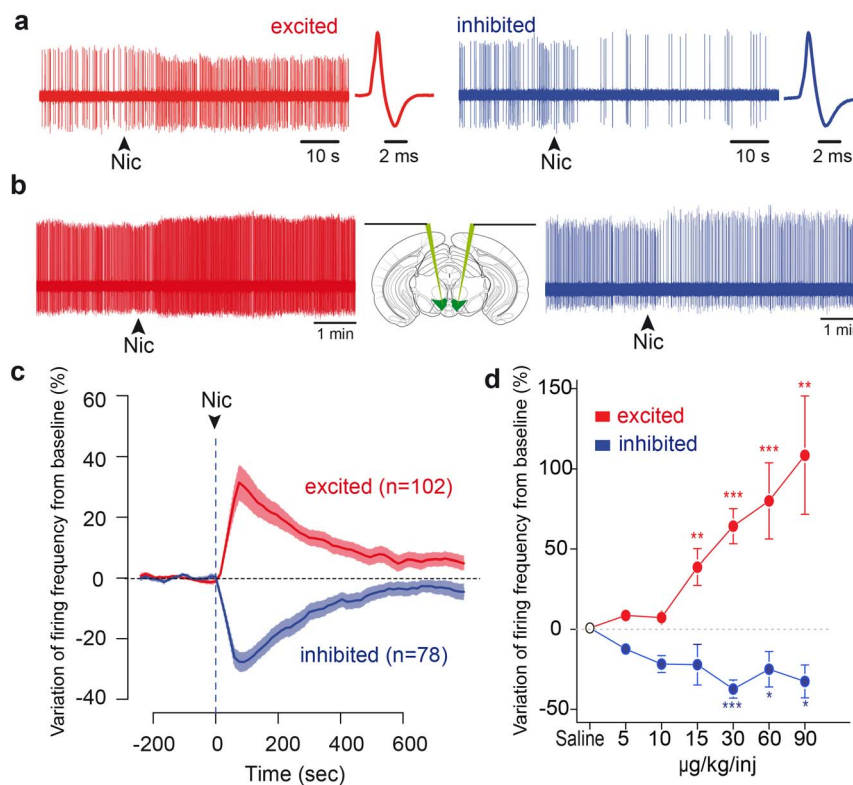 a
excited
inhibited
Nic
10 s
2 ms
Nic
10 s
2 ms
b
Nic
1 min
Nic
1 min
c
Variation of firing frequency from baseline (%)
60
40
20
0
-20
-40
Nic
excited (n=102)
inhibited (n=78)
-200
0
200
400
600
Time (sec)
d
Variation of firing frequency from baseline (%)
150
100
50
0
-50
excited
inhibited
**
***
***
**
***
*
*
Saline
5
10
15
30
60
90
µg/kg/inj